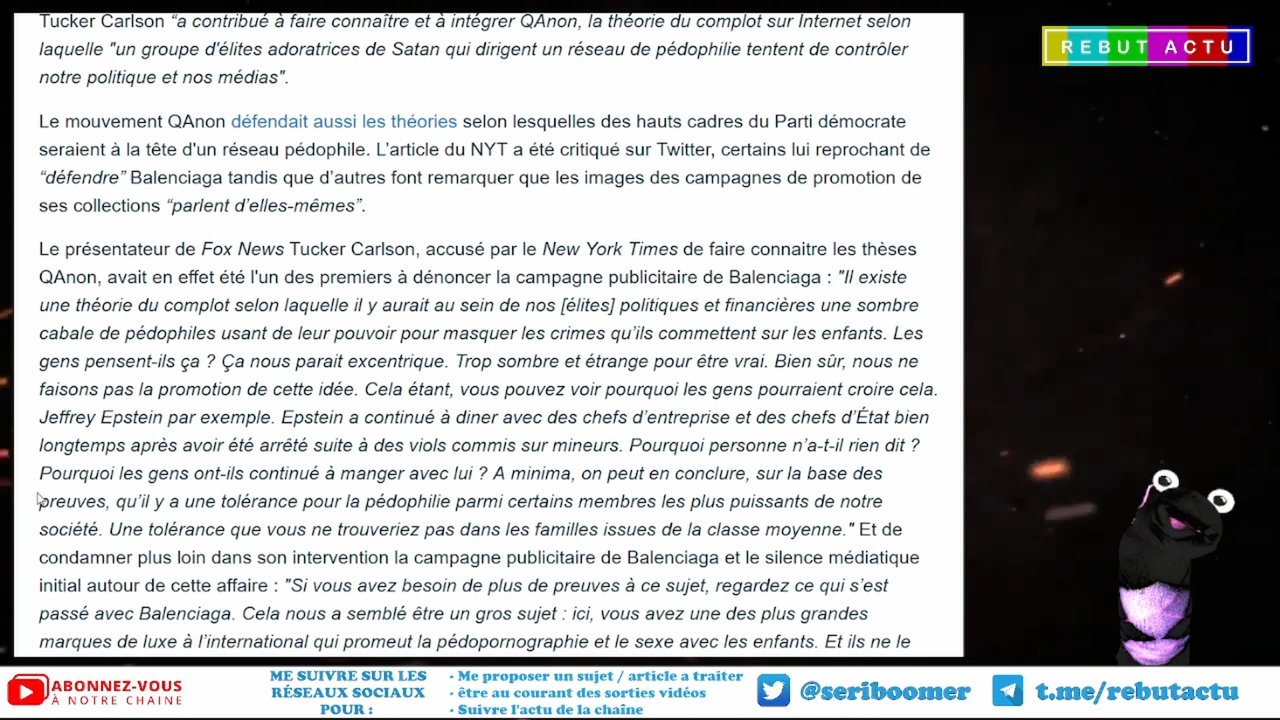 Tucker Carlson “a contribué à faire connaître et à intégrer QAnon, la théorie du complot sur Internet selon
laquelle "un groupe d'élites adoratrices de Satan qui dirigent un réseau de pédophilie tentent de contrôler
notre politique et nos médias".
Le mouvement QAnon défendait aussi les théories selon lesquelles des hauts cadres du Parti démocrate
seraient à la tête d'un réseau pédophile. L’article du NYT a été critiqué sur Twitter, certains lui reprochant de
“défendre” Balenciaga tandis que d’autres font remarquer que les images des campagnes de promotion de
ses collections “parlent d’elles-mêmes”.
Le présentateur de Fox News Tucker Carlson, accusé par le New York Times de faire connaitre les thèses
QAnon, avait en effet été l'un des premiers à dénoncer la campagne publicitaire de Balenciaga : "Il existe
une théorie du complot selon laquelle il y aurait au sein de nos [élites] politiques et financières une sombre
cabale de pédophiles usant de leur pouvoir pour masquer les crimes qu’ils commettent sur les enfants. Les
gens pensent-ils ça ? Ça nous parait excentrique. Trop sombre et étrange pour être vrai. Bien sûr, nous ne
faisons pas la promotion de cette idée. Cela étant, vous pouvez voir pourquoi les gens pourraient croire cela.
Jeffrey Epstein par exemple. Epstein a continué à diner avec des chefs d’entreprise et des chefs d’État bien
longtemps après avoir été arrêté suite à des viols commis sur mineurs. Pourquoi personne n’a-t-il rien dit ?
Pourquoi les gens ont-ils continué à manger avec lui ? A minima, on peut en conclure, sur la base des
preuves, qu’il y a une tolérance pour la pédophilie parmi certains membres les plus puissants de notre
société. Une tolérance que vous ne trouveriez pas dans les familles issues de la classe moyenne." Et de
condamner plus loin dans son intervention la campagne publicitaire de Balenciaga et le silence médiatique
initial autour de cette affaire : "Si vous avez besoin de plus de preuves à ce sujet, regardez ce qui s’est
passé avec Balenciaga. Cela nous a semblé être un gros sujet : ici, vous avez une des plus grandes
marques de luxe à l’international qui promeut la pédopornographie et le sexe avec les enfants. Et ils ne le
REBUT ACTU
ABONNEZ-VOUS
À NOTRE CHAINE
ME SUIVRE SUR LES
RÉSEAUX SOCIAUX
POUR :
- Me proposer un sujet / article a traiter
- être au courant des sorties vidéos
- Suivre l'actu de la chaîne
@seriboomer
t.me/rebutactu